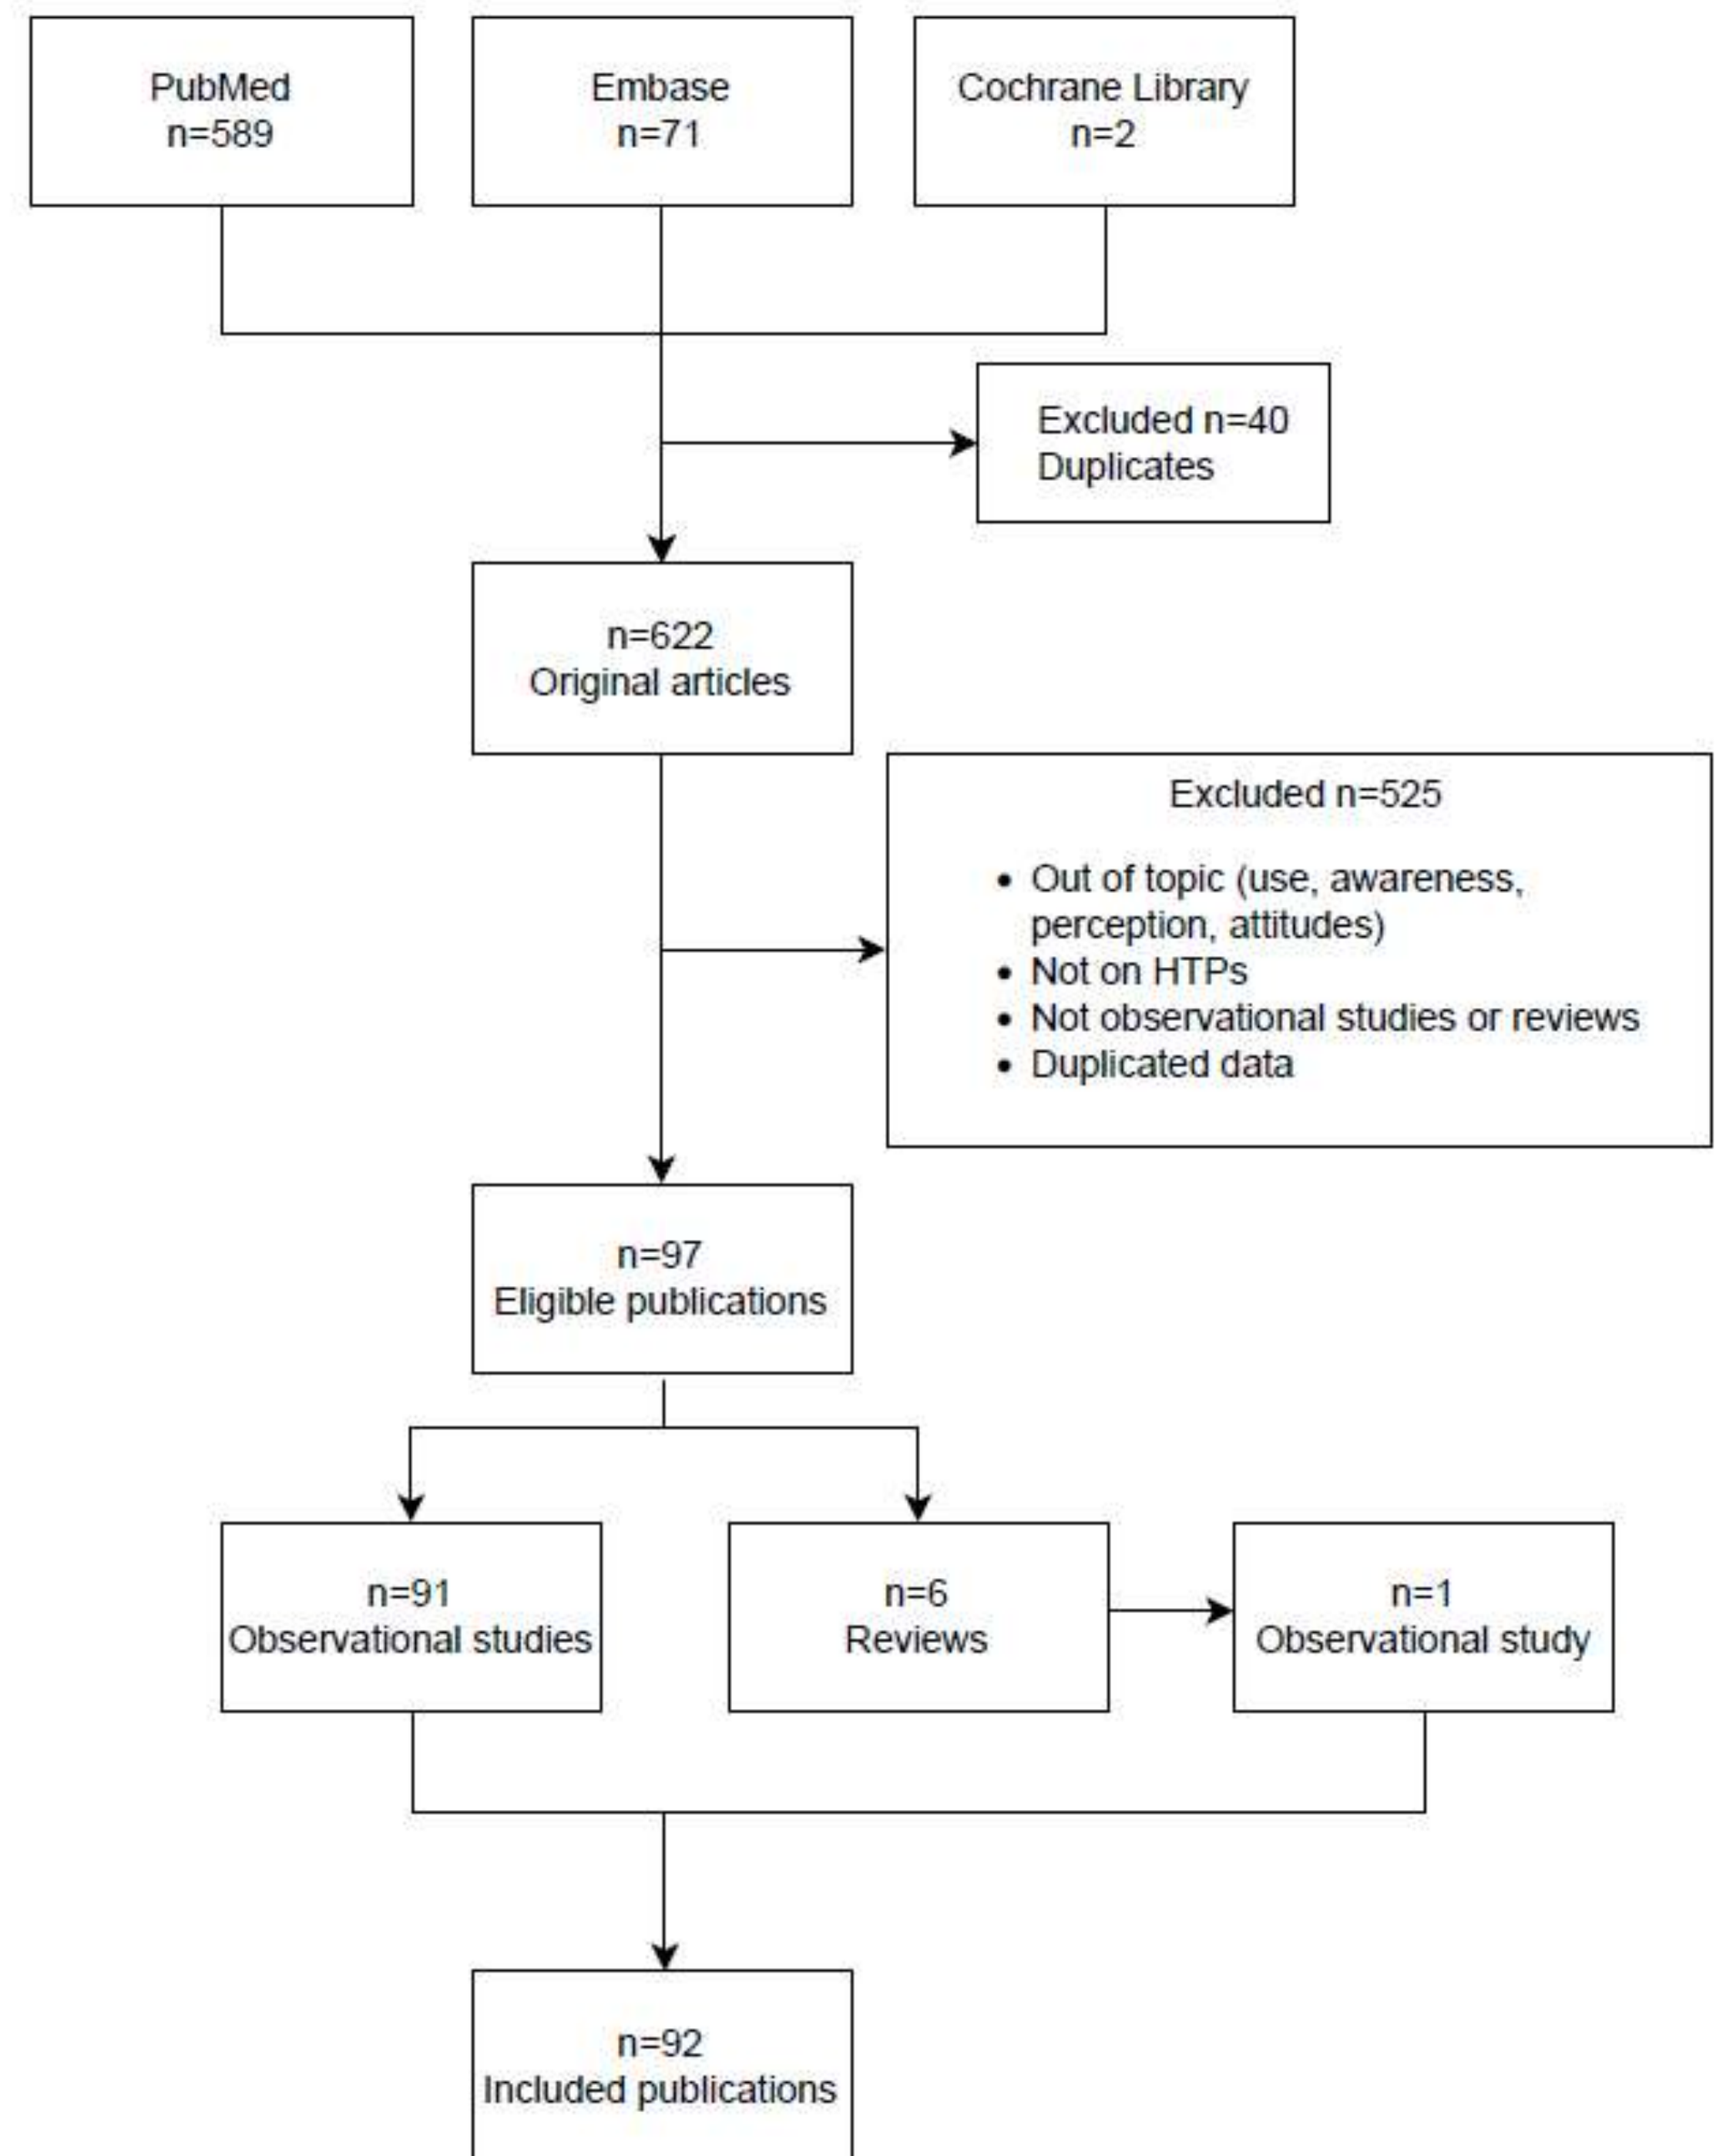 PubMed
n=589
Embase
n=71
Cochrane Library
n=2
Excluded n=40
Duplicates
n=622
Original articles
Excluded n=525
• Out of topic (use, awareness,
perception, attitudes)
• Not on HTPs
• Not observational studies or reviews
• Duplicated data
n=97
Eligible publications
n=91
Observational studies
n=6
Reviews
n=1
Observational study
n=92
Included publications